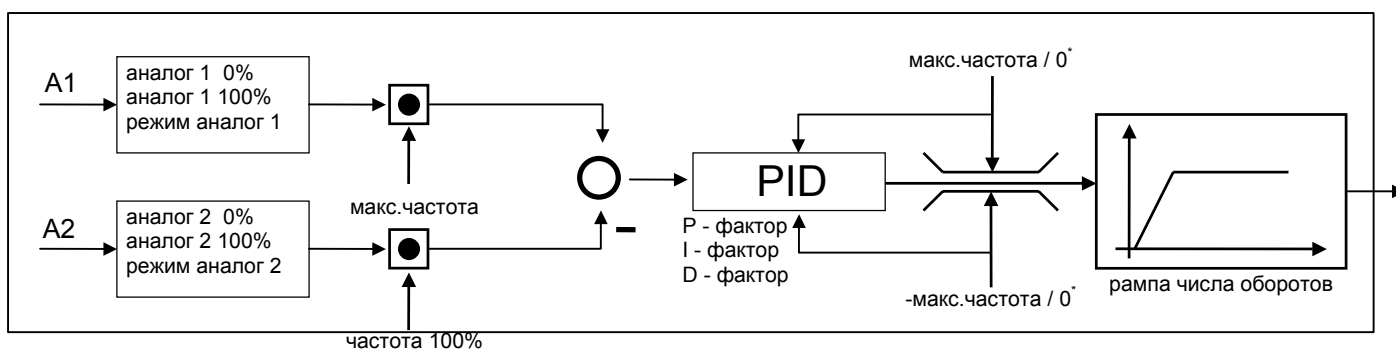 A1
аналог 1  0%
аналог 1 100%
режим аналог 1
макс.частота
A2
аналог 2  0%
аналог 2 100%
режим аналог 2
частота 100%
-
PID
P - фактор
I - фактор
D - фактор
макс.частота / 0*
-макс.частота / 0*
рампа числа оборотов